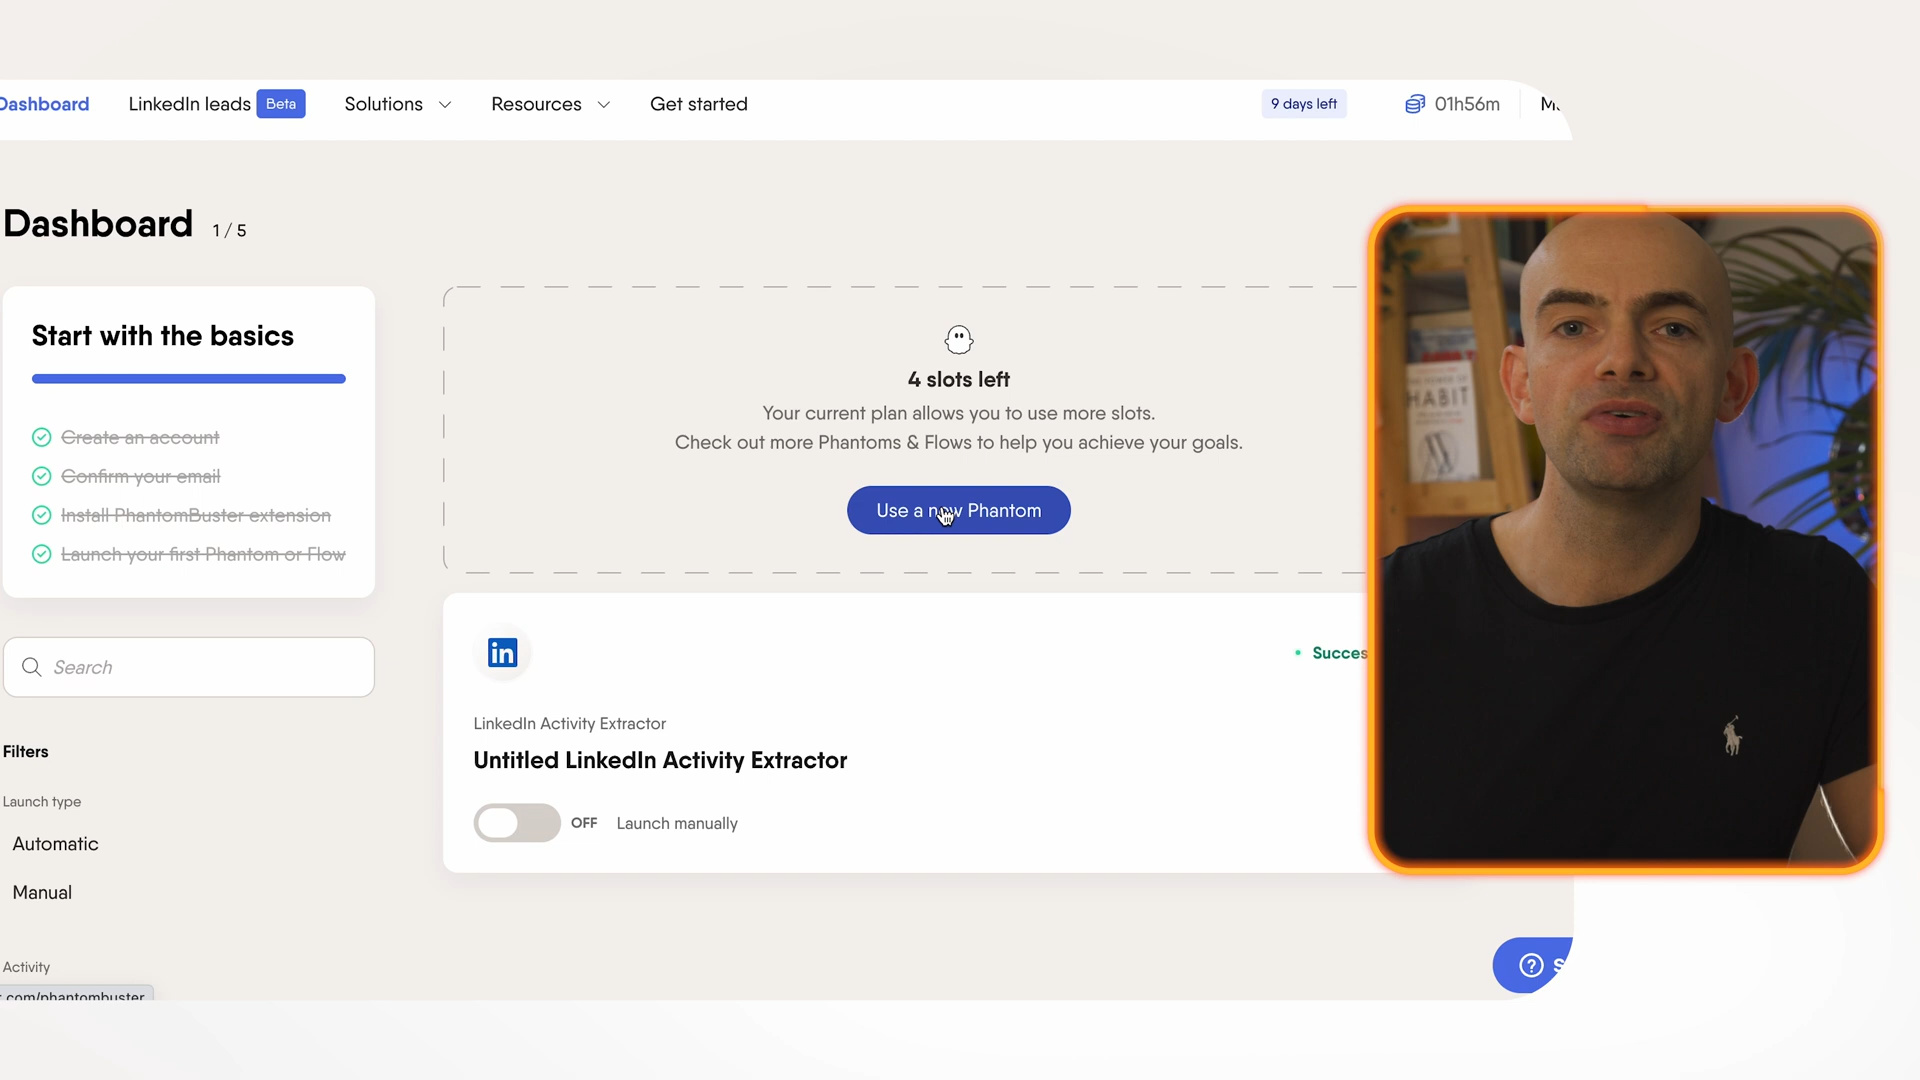 Dashboard
LinkedIn leads Beta
Solutions
Resources
Get started
9 days left
01h56m
Dashboard 1 / 5
Start with the basics
Create an account
Confirm your email
Install PhantomBuster extension
Launch your first Phantom or Flow
Search
Filters
Launch type
Automatic
Manual
Activity
.com/phantombuster
4 slots left
Your current plan allows you to use more slots.
Check out more Phantoms & Flows to help you achieve your goals.
Use a new Phantom
in
Succes
LinkedIn Activity Extractor
Untitled LinkedIn Activity Extractor
OFF Launch manually
HABIT
?